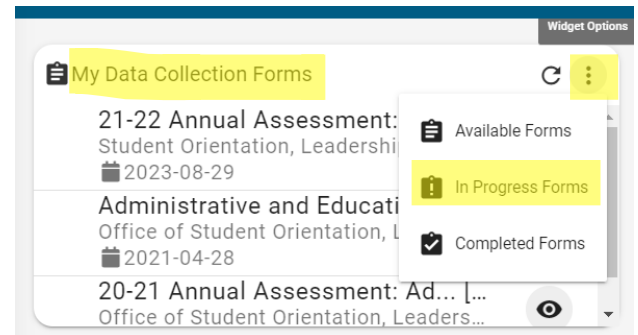 Widget Options
My Data Collection Forms
21-22 Annual Assessment:
Student Orientation, Leadershi
2023-08-29
Administrative and Educati
Office of Student Orientation, L
2021-04-28
20-21 Annual Assessment: Ad... [...
Office of Student Orientation, Leaders...
Available Forms
In Progress Forms
Completed Forms